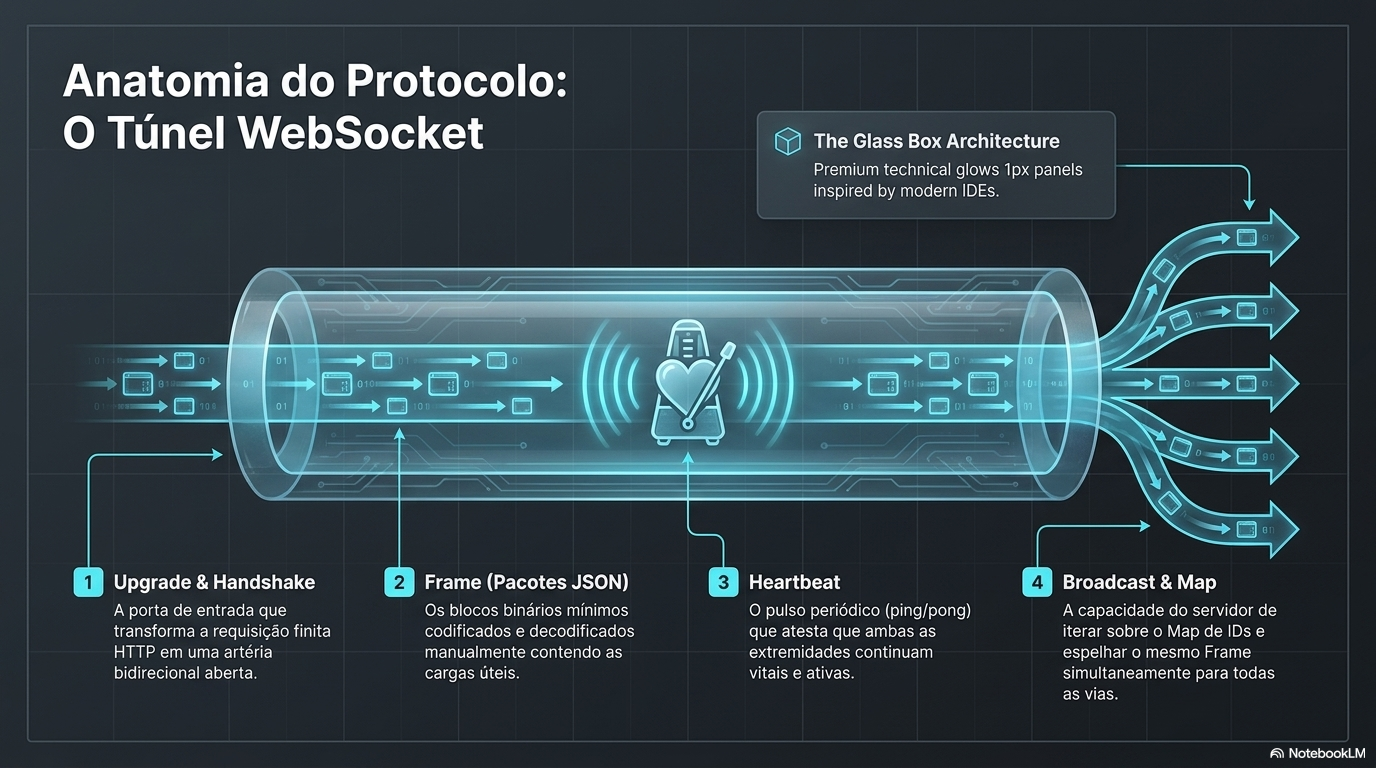 Anatomia do Protocolo:
O Túnel WebSocket
The Glass Box Architecture
Premium technical glows 1px panels
inspired by modern IDEs.
1 Upgrade & Handshake
A porta de entrada que
transforma a requisição finita
HTTP em uma artéria
bidirecional aberta.
2 Frame (Pacotes JSON)
Os blocos binários mínimos
codificados e decodificados
manualmente contendo as
cargas úteis.
3 Heartbeat
O pulso periódico (ping/pong)
que atesta que ambas as
extremidades continuam
vitais e ativas.
4 Broadcast & Map
A capacidade do servidor de
iterar sobre o Map de IDs e
espelhar o mesmo Frame
simultaneamente para todas
as vias.
NotebookLM